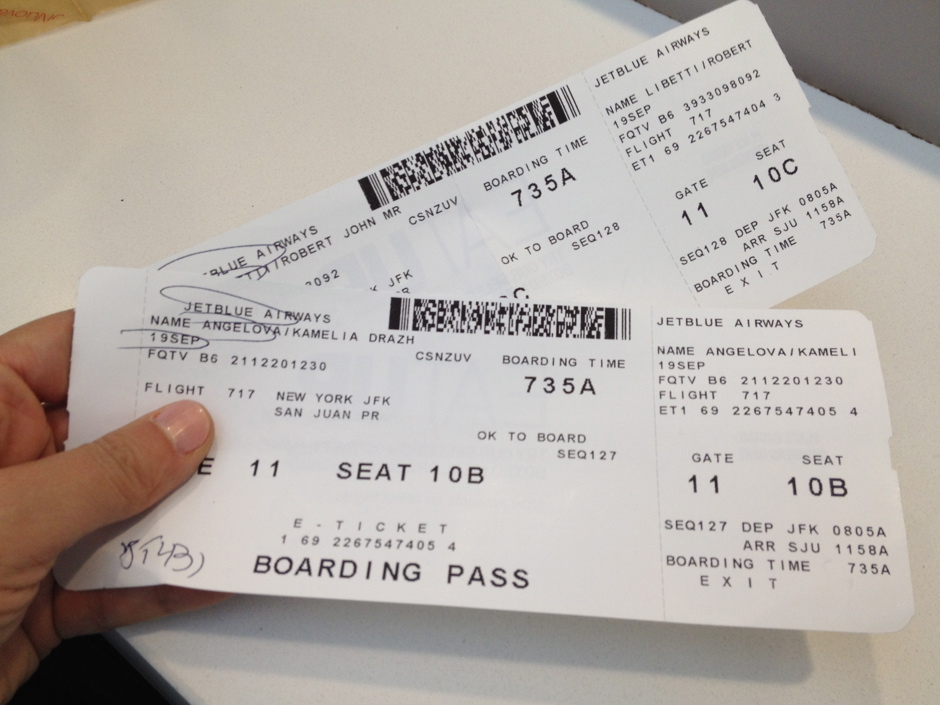 JETBLUE AIRWAYS
NAME LIBETTI/ROBERT
19SEP
FQTV B6 3933098092
FLIGHT 717
ET1 69 2267547404 3
GATE SEAT
11 10C
SEQ128 DEP JFK 0805A
ARR SJU 1158A
BOARDING TIME 735A
EXIT
BLUE AIRWAYS
TTI/ROBERT JOHN MR CSNZUV
BOARDING TIME
735A
OK TO BOARD
SEQ128
092
JFK
JETBLUE AIRWAYS
NAME ANGELOVA/KAMELIA DRAZH
19SEP
CSNZUV BOARDING TIME
FQTV B6 2112201230
735A
FLIGHT 717 NEW YORK JFK
SAN JUAN PR
OK TO BOARD
SEQ127
E 11 SEAT 10B
E-TICKET
1 69 2267547405 4
BOARDING PASS
JETBLUE AIRWAYS
NAME ANGELOVA/KAMELI
19SEP
FQTV B6 2112201230
FLIGHT 717
ET1 69 2267547405 4
GATE SEAT
11 10B
SEQ127 DEP JFK 0805A
ARR SJU 1158A
BOARDING TIME 735A
EXIT